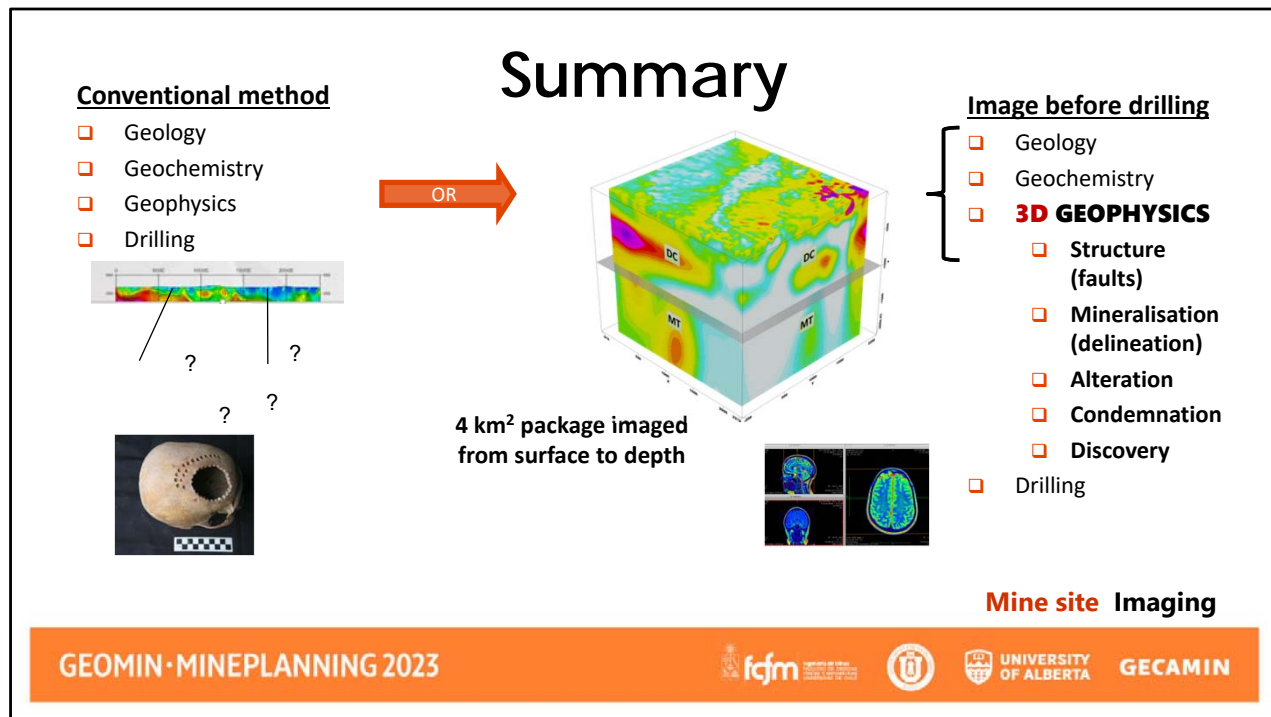 Summary
Conventional method
Geology
Geochemistry
Geophysics
Drilling
OR
?
?
?
?
DC
DC
MT
MT
4 km2 package imaged
from surface to depth
Image before drilling
Geology
Geochemistry
3D GEOPHYSICS
Structure
(faults)
Mineralisation
(delineation)
Alteration
Condemnation
Discovery
Drilling
Mine site Imaging
GEOMIN·MINEPLANNING 2023
fcfm
UNIVERSITY
OF ALBERTA
GECAMIN